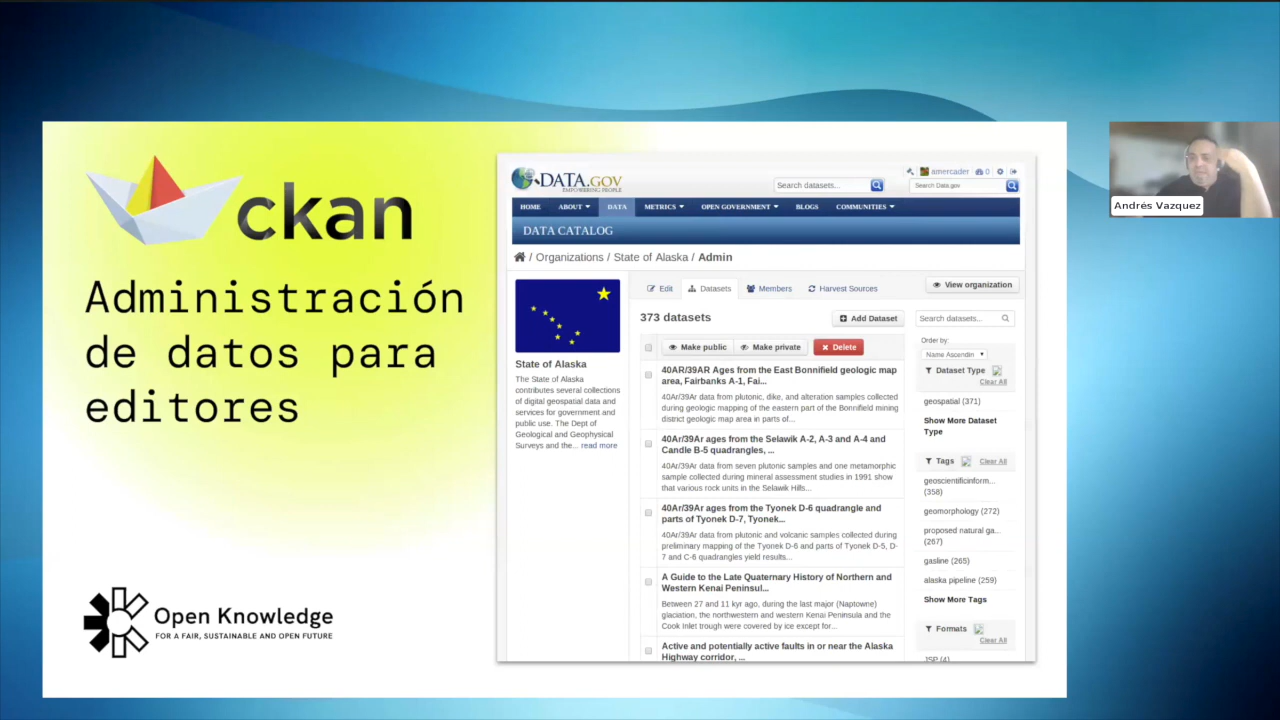 ckan
Administración
de datos para
editores
Open Knowledge
FOR A FAIR, SUSTAINABLE AND OPEN FUTURE
DATA.GOV
EMPOWERING PEOPLE
Search datasets...
amercader
0
Search Data.gov
HOME ABOUT DATA METRICS OPEN GOVERNMENT BLOGS COMMUNITIES
DATA CATALOG
/ Organizations / State of Alaska / Admin
State of Alaska
The State of Alaska
contributes several collections
of digital geospatial data and
services for government and
public use. The Dept of
Geological and Geophysical
Surveys and the... read more
Edit Datasets Members Harvest Sources
View organization
373 datasets
Add Dataset
Make public Make private Delete
40AR/39AR Ages from the East Bonnifield geologic map
area, Fairbanks A-1, Fai...
40Ar/39Ar data from plutonic, dike, and alteration samples collected
during geologic mapping of the eastern part of the Bonnifield mining
district geologic map area in parts of...
40Ar/39Ar ages from the Selawik A-2, A-3 and A-4 and
Candle B-5 quadrangles, ...
40Ar/39Ar data from seven plutonic samples and one metamorphic
sample collected during mineral assessment studies in 1991 show
that various rock units in the Selawik Hills...
40Ar/39Ar ages from the Tyonek D-6 quadrangle and
parts of Tyonek D-7, Tyonek...
40Ar/39Ar data from plutonic and volcanic samples collected during
preliminary mapping of the Tyonek D-6 and parts of Tyonek D-5, D-
7 and C-6 quadrangles yield results...
A Guide to the Late Quaternary History of Northern and
Western Kenai Peninsul...
Between 27 and 11 kyr ago, during the last major (Naptowne)
glaciation, the northwestern and western Kenai Peninsula and the
Cook Inlet trough were covered by ice except for...
Active and potentially active faults in or near the Alaska
Highway corridor, ...
Search datasets...
Order by:
Name Ascendin
Dataset Type
Clear All
geospatial (371)
Show More Dataset
Type
Tags Clear All
geoscientificinform...
(358)
geomorphology (272)
proposed natural ga...
(267)
gasline (265)
alaska pipeline (259)
Show More Tags
Formats
Clear All
JSP (4)
Andrés Vazquez